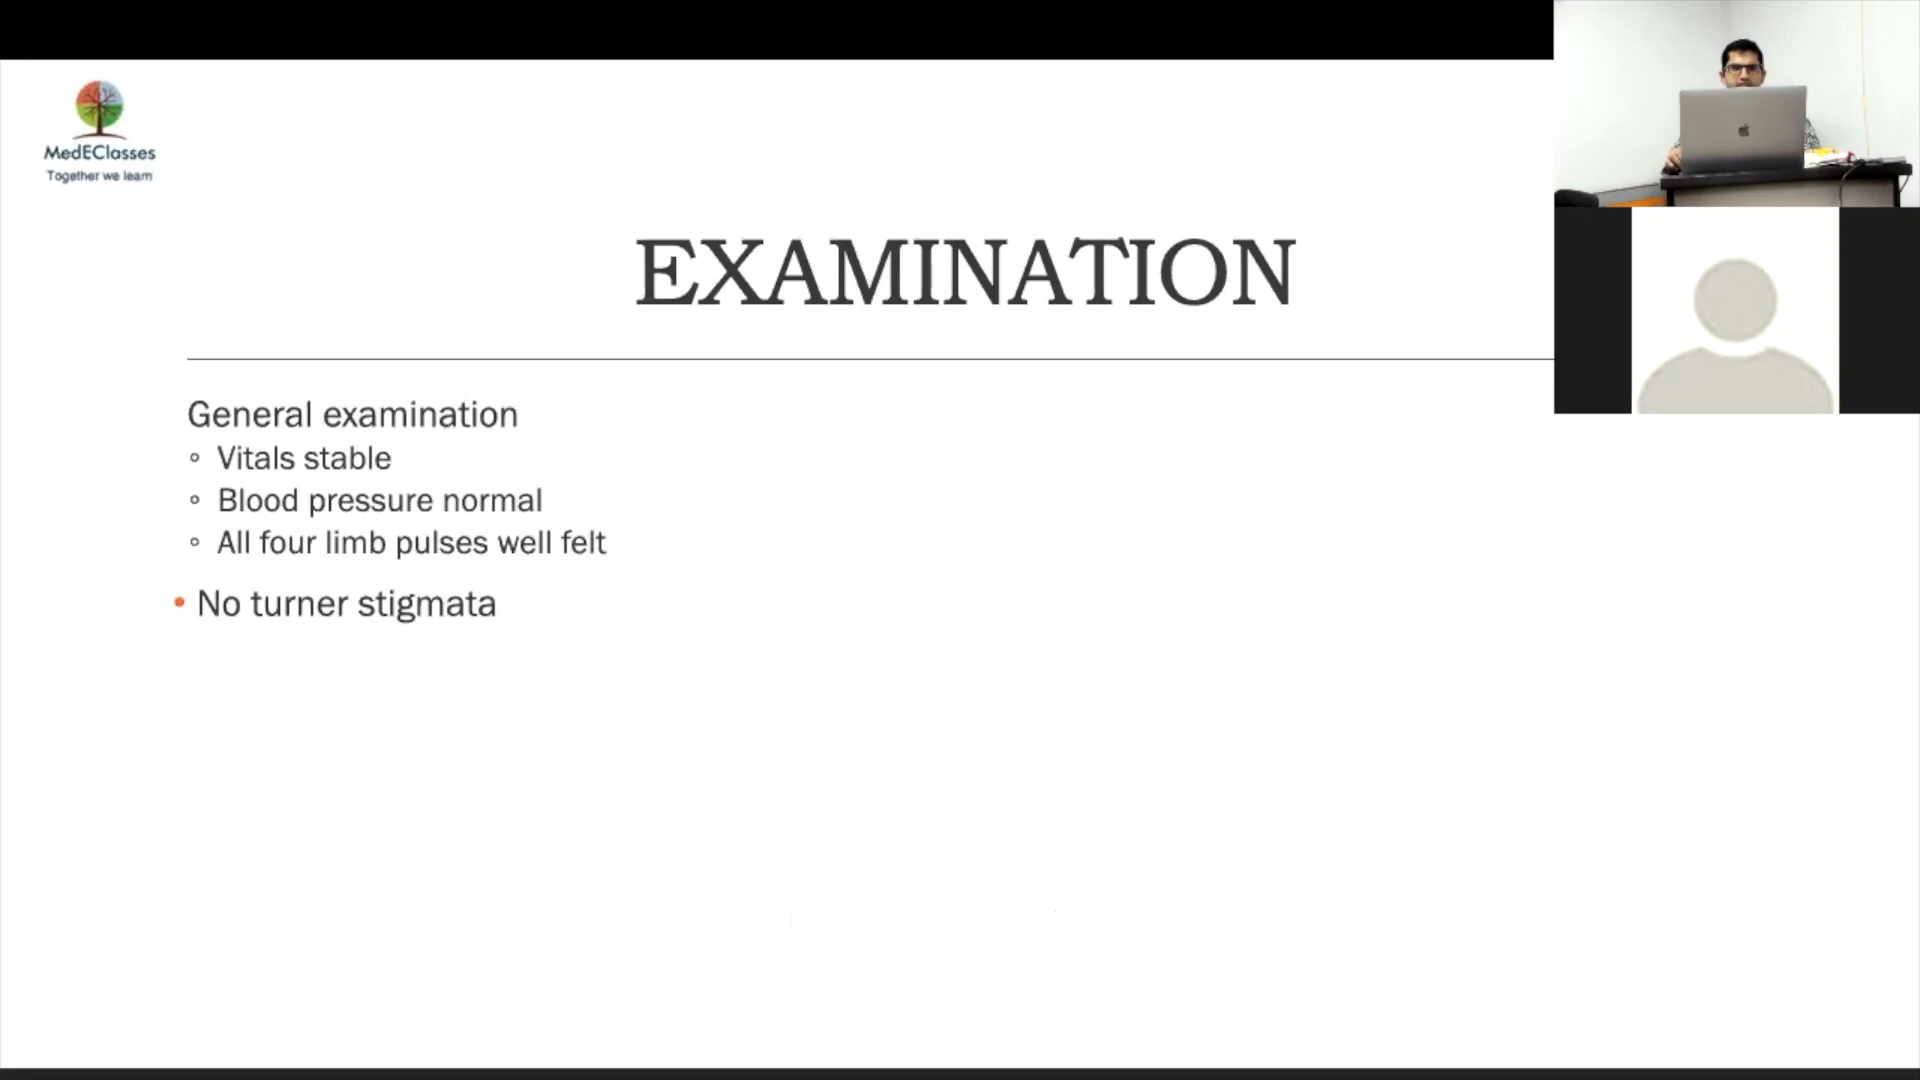 MedEClasses
Together we learn
EXAMINATION
General examination
◦ Vitals stable
◦ Blood pressure normal
◦ All four limb pulses well felt
• No turner stigmata